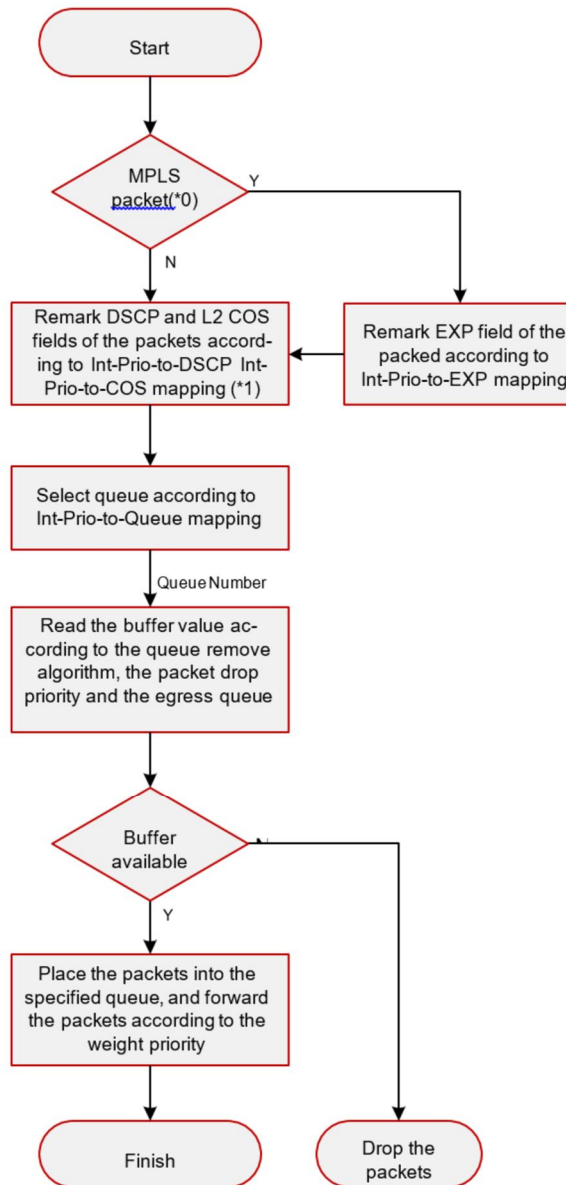 Start
MPLS
packet(*0)
Y
N
Remark DSCP and L2 COS
fields of the packets accord-
ing to Int-Prio-to-DSCP Int-
Prio-to-COS mapping (*1)
Remark EXP field of the
packed according to
Int-Prio-to-EXP mapping
Select queue according to
Int-Prio-to-Queue mapping
Queue Number
Read the buffer value ac-
cording to the queue remove
algorithm, the packet drop
priority and the egress queue
Buffer
available
Y
Place the packets into the
specified queue, and forward
the packets according to the
weight priority
Finish
Drop the
packets